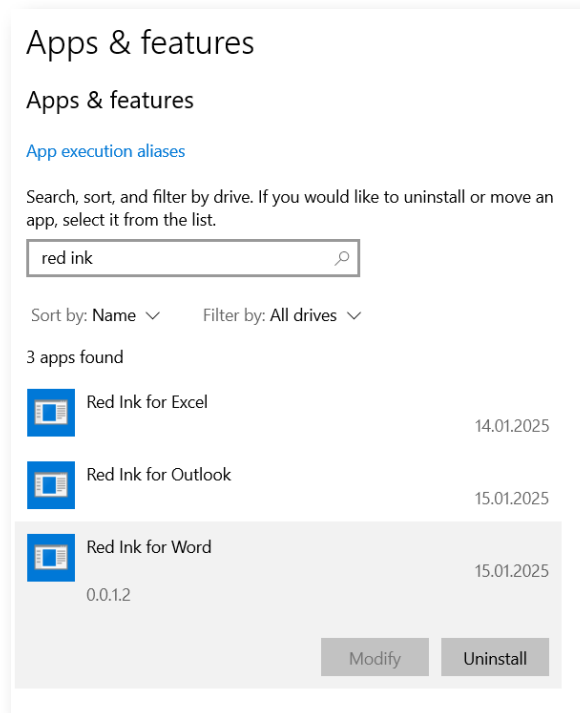 Apps & features
Apps & features
App execution aliases
Search, sort, and filter by drive. If you would like to uninstall or move an
app, select it from the list.
red ink
Sort by: Name Filter by: All drives
3 apps found
Red Ink for Excel
14.01.2025
Red Ink for Outlook
15.01.2025
Red Ink for Word
15.01.2025
0.0.1.2
Modify Uninstall